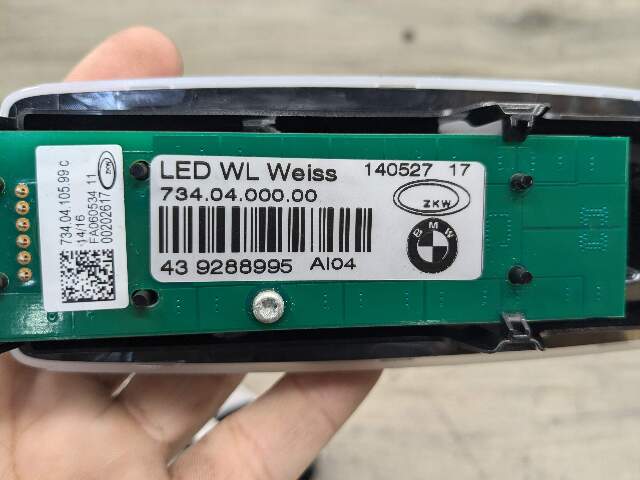 734.04.105.99 C
14/16
FA060534 11
00202617
ZKW
LED WL Weiss
140527 17
734.04.000.00
ZKW
BMW
43 9288995 AI04